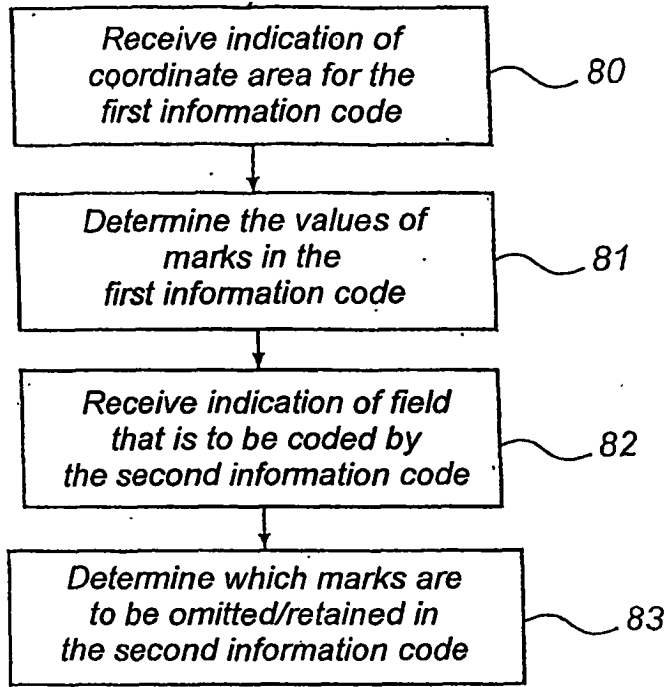 Receive indication of
coordinate area for the
first information code
80
Determine the values of
marks in the
first information code
81
Receive indication of field
that is to be coded by
the second information code
82
Determine which marks are
to be omitted/retained in
the second information code
83